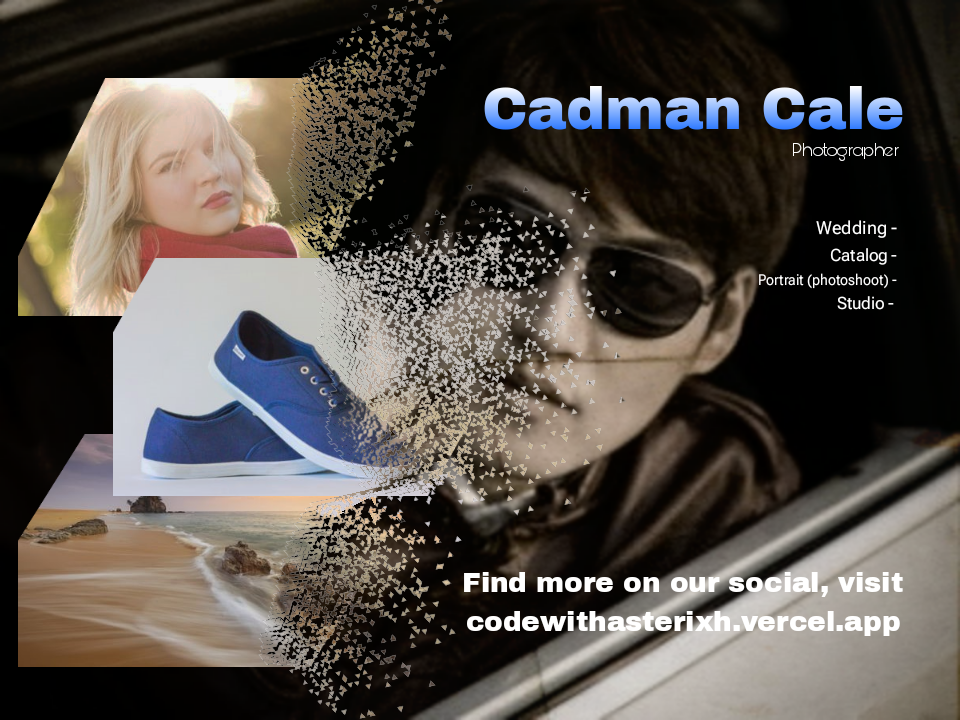 Cadman Cale
Photographer
Wedding -
Catalog -
Portrait (photoshoot) -
Studio -
Find more on our social, visit
codewithasterixh.vercel.app